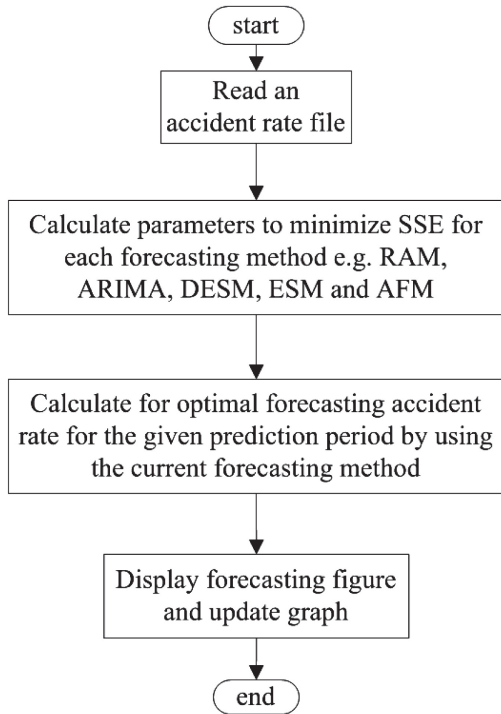 start
Read an
accident rate file
Calculate parameters to minimize SSE for
each forecasting method e.g. RAM,
ARIMA, DESM, ESM and AFM
Calculate for optimal forecasting accident
rate for the given prediction period by using
the current forecasting method
Display forecasting figure
and update graph
end